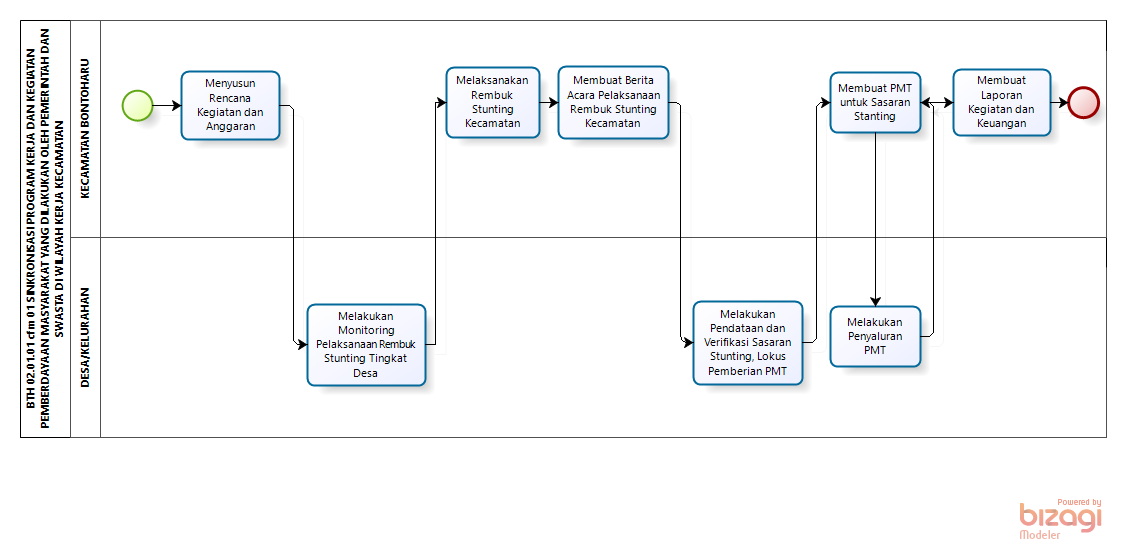 BTH 02.01.01 cfm 01 SINKRONISASI PROGRAM KERJA DAN KEGIATAN
PEMBERDAYAAN MASYARAKAT YANG DILAKUKAN OLEH PEMERINTAH DAN
SWASTA DI WILAYAH KERJA KECAMATAN
KECAMATAN BONTOHARU
Menyusun
Rencana
Kegiatan dan
Anggaran
Melaksanakan
Rembuk
Stunting
Kecamatan
Membuat Berita
Acara Pelaksanaan
Rembuk Stunting
Kecamatan
Membuat PMT
untuk Sasaran
Stanting
Membuat
Laporan
Kegiatan dan
Keuangan
DESA/KELURAHAN
Melakukan
Monitoring
Pelaksanaan Rembuk
Stunting Tingkat
Desa
Melakukan
Pendataan dan
Verifikasi Sasaran
Stunting, Lokus
Pemberian PMT
Melakukan
Penyaluran
PMT
Powered by
bizagi
Modeler